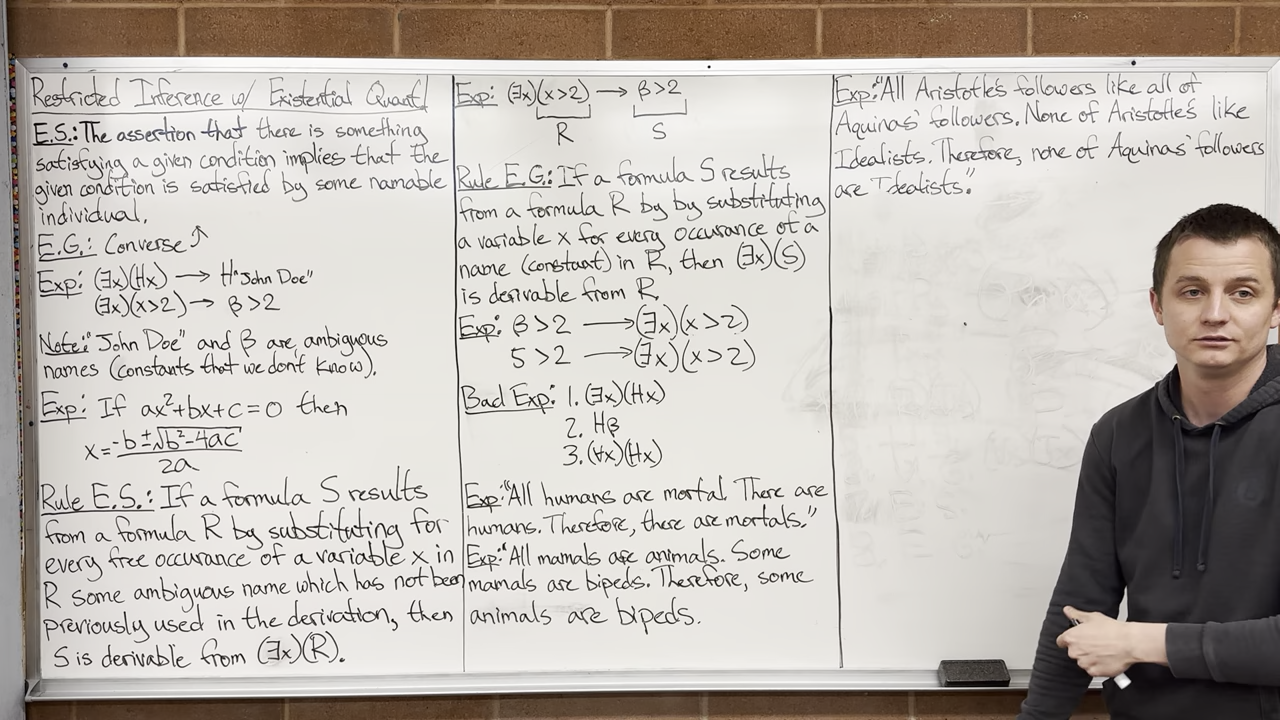 Restricted Inference w/ Existential Quant.
E.S.: The assertion that there is something
satisfying a given condition implies that the
given condition is satisfied by some namable
individual.
E.G.: Converse ↑
Exp: (∃x)(Hx) → H"John Doe"
(∃x)(x>2) → β>2
Note: "John Doe" and β are ambiguous
names (constants that we don't know).
Exp: If ax²+bx+c=0 then
x = -b±√b²-4ac / 2a
Rule E.S.: If a formula S results
from a formula R by substituting for
every free occurance of a variable x in
R some ambiguous name which has not been
previously used in the derivation, then
S is derivable from (∃x)(R).
Exp: (∃x)(x>2) → β>2
R S
Rule E.G.: If a formula S results
from a formula R by by substituting
a variable x for every occurance of a
name (constant) in R, then (∃x)(S)
is derivable from R
Exp: β>2 → (∃x)(x>2)
5>2 → (∃x)(x>2)
Bad Exp: 1. (∃x)(Hx)
2. Hβ
3. (∀x)(Hx)
Exp: "All humans are mortal. There are
humans. Therefore, there are mortals."
Exp: "All mamals are animals. Some
mamals are bipeds. Therefore, some
animals are bipeds.
Exp: "All Aristotle's followers like all of
Aquinas' followers. None of Aristotle's like
Idealists. Therefore, none of Aquinas' followers
are Idealists."